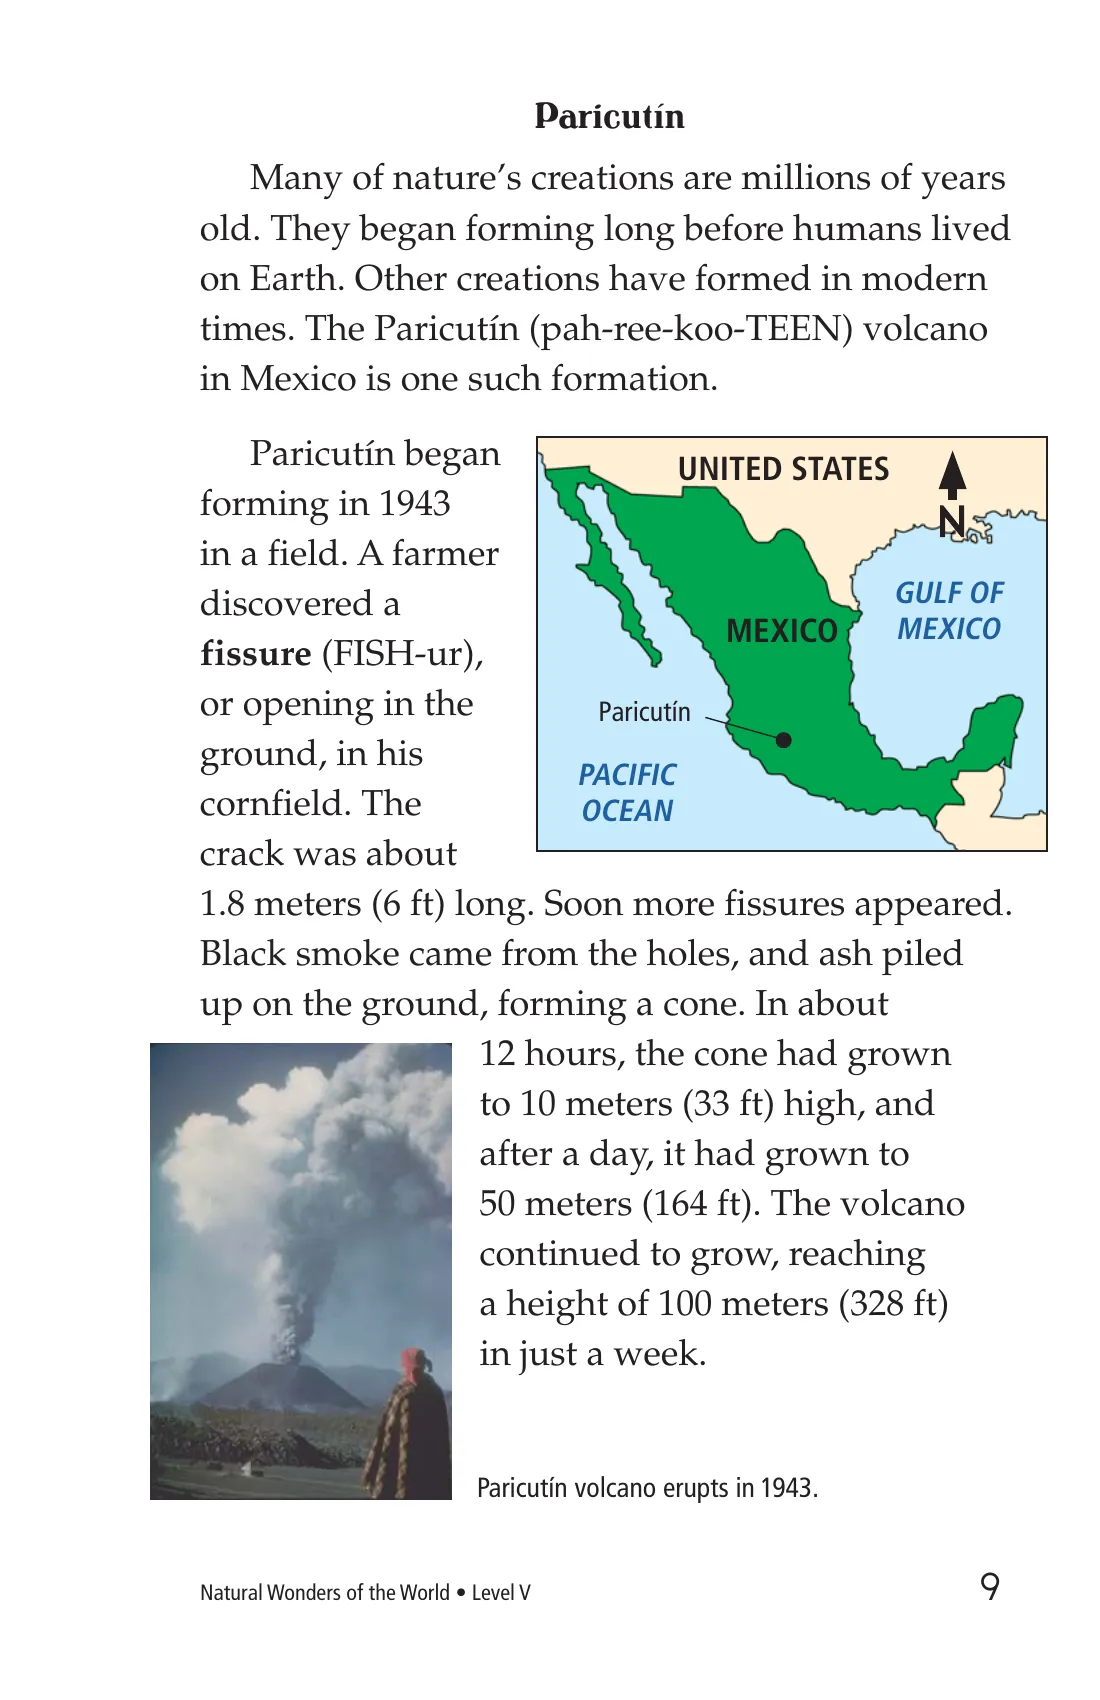 Paricutín
Many of nature’s creations are millions of years
old. They began forming long before humans lived
on Earth. Other creations have formed in modern
times. The Paricutín (pah-ree-koo-TEEN) volcano
in Mexico is one such formation.
Paricutín began
forming in 1943
in a field. A farmer
discovered a
fissure (FISH-ur),
or opening in the
ground, in his
cornfield. The
crack was about
1.8 meters (6 ft) long. Soon more fissures appeared.
Black smoke came from the holes, and ash piled
up on the ground, forming a cone. In about
12 hours, the cone had grown
to 10 meters (33 ft) high, and
after a day, it had grown to
50 meters (164 ft). The volcano
continued to grow, reaching
a height of 100 meters (328 ft)
in just a week.
UNITED STATES
N
GULF OF
MEXICO
MEXICO
Paricutín
PACIFIC
OCEAN
Paricutín volcano erupts in 1943.
Natural Wonders of the World • Level V
9